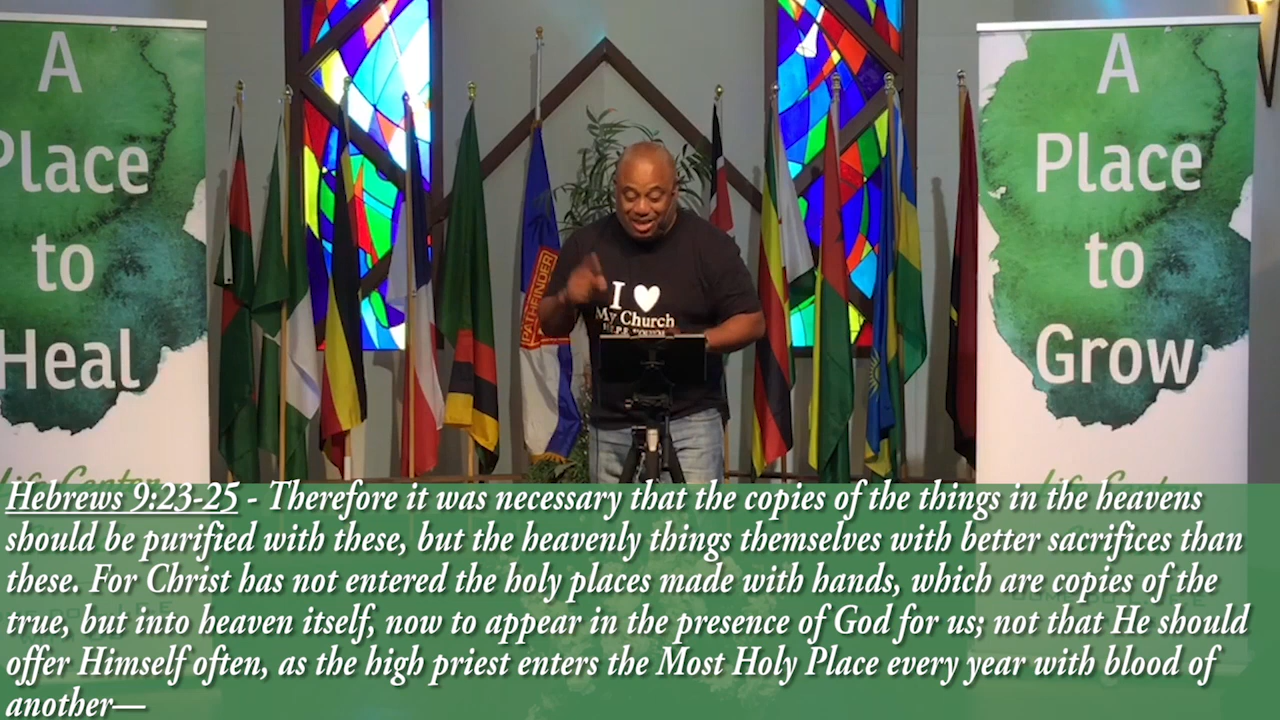 A
Place
to
Heal
A
Place
to
Grow
PATHFINDER
I
My Church
Life Center
Life Center
Hebrews 9:23-25 - Therefore it was necessary that the copies of the things in the heavens
should be purified with these, but the heavenly things themselves with better sacrifices than
these. For Christ has not entered the holy places made with hands, which are copies of the
true, but into heaven itself, now to appear in the presence of God for us; not that He should
offer Himself often, as the high priest enters the Most Holy Place every year with blood of
another—